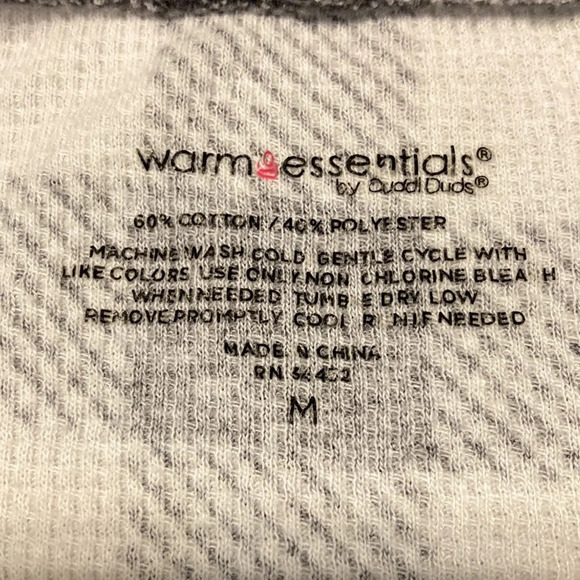 warm essentials®
by Cuddl Duds®
60% COTTON / 40% POLYESTER
MACHINE WASH COLD GENTLE CYCLE WITH
LIKE COLORS USE ONLY NON CHLORINE BLEA H
WHEN NEEDED TUMB E DRY LOW
REMOVE PROMPTLY COOL R N IF NEEDED
MADE N CHINA
RN
M